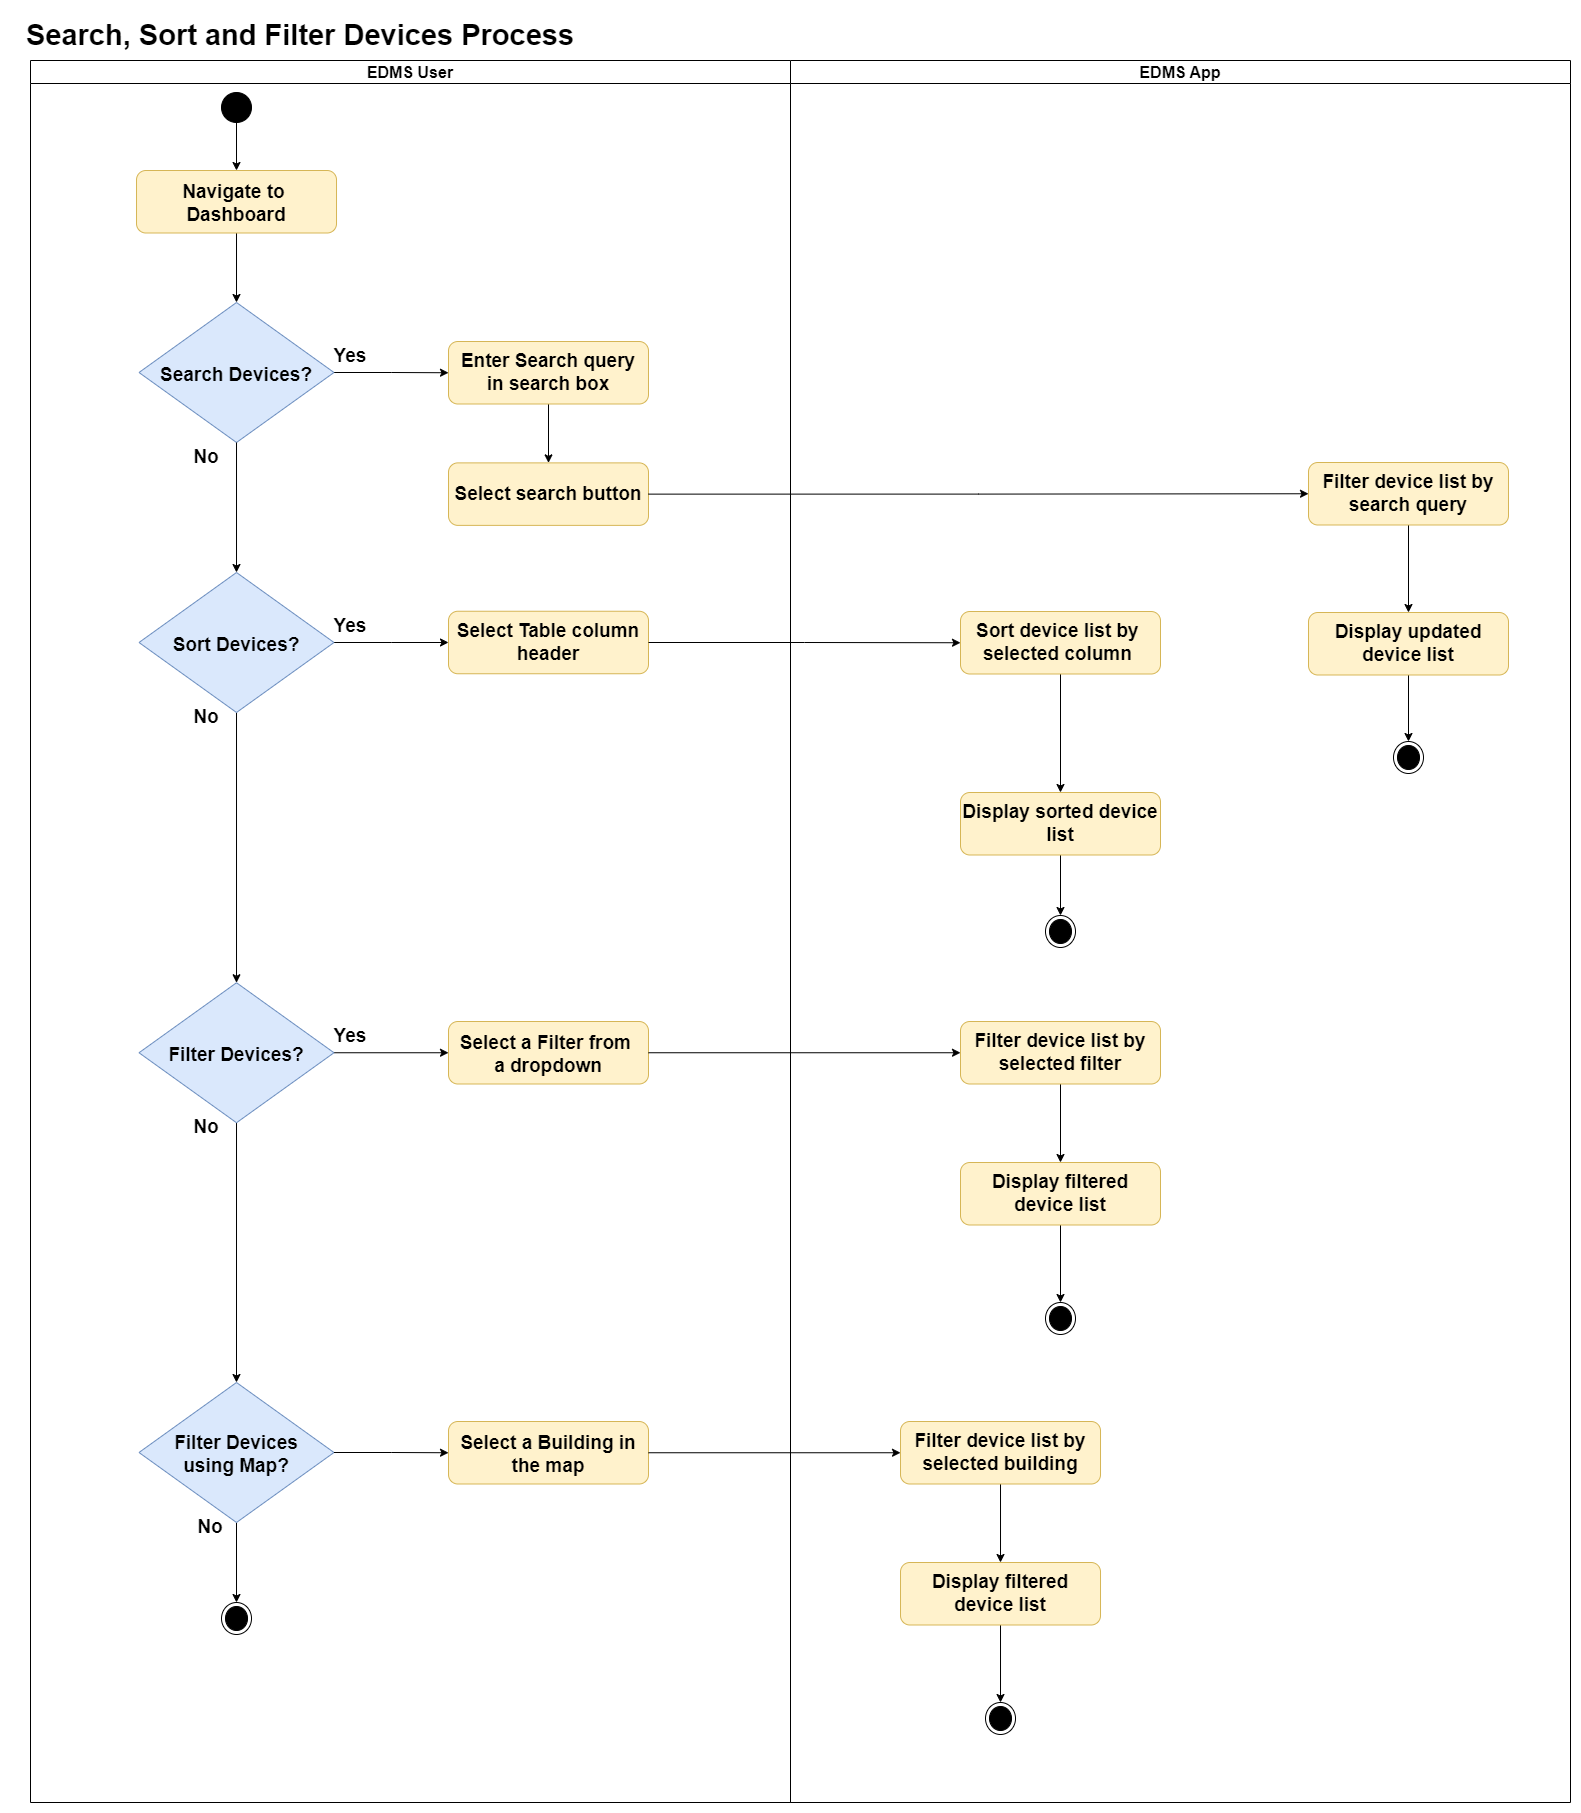 Search, Sort and Filter Devices Process
EDMS User
EDMS App
Navigate to
Dashboard
Search Devices?
Yes
Enter Search query
in search box
No
Select search button
Filter device list by
search query
Sort Devices?
Yes
Select Table column
header
Sort device list by
selected column
Display updated
device list
No
Display sorted device
list
Filter Devices?
Yes
Select a Filter from
a dropdown
Filter device list by
selected filter
No
Display filtered
device list
Filter Devices
using Map?
Select a Building in
the map
Filter device list by
selected building
No
Display filtered
device list